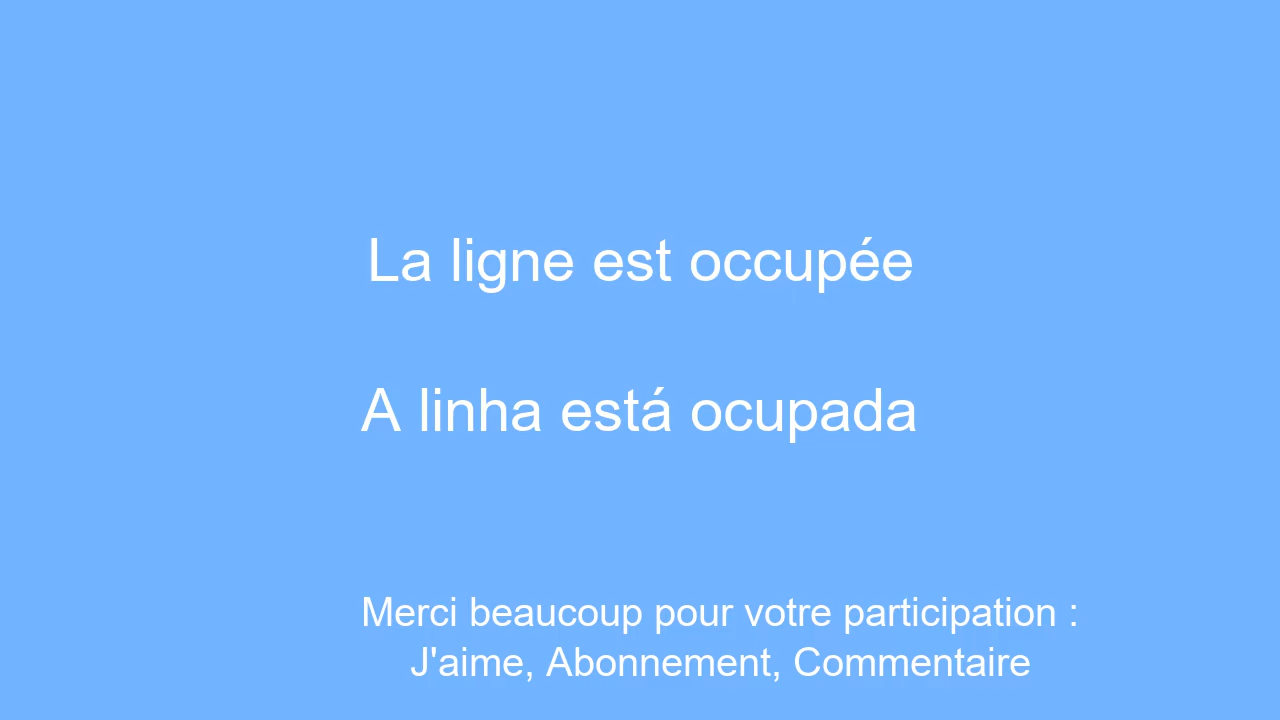 La ligne est occupée
A linha está ocupada
Merci beaucoup pour votre participation :
J'aime, Abonnement, Commentaire